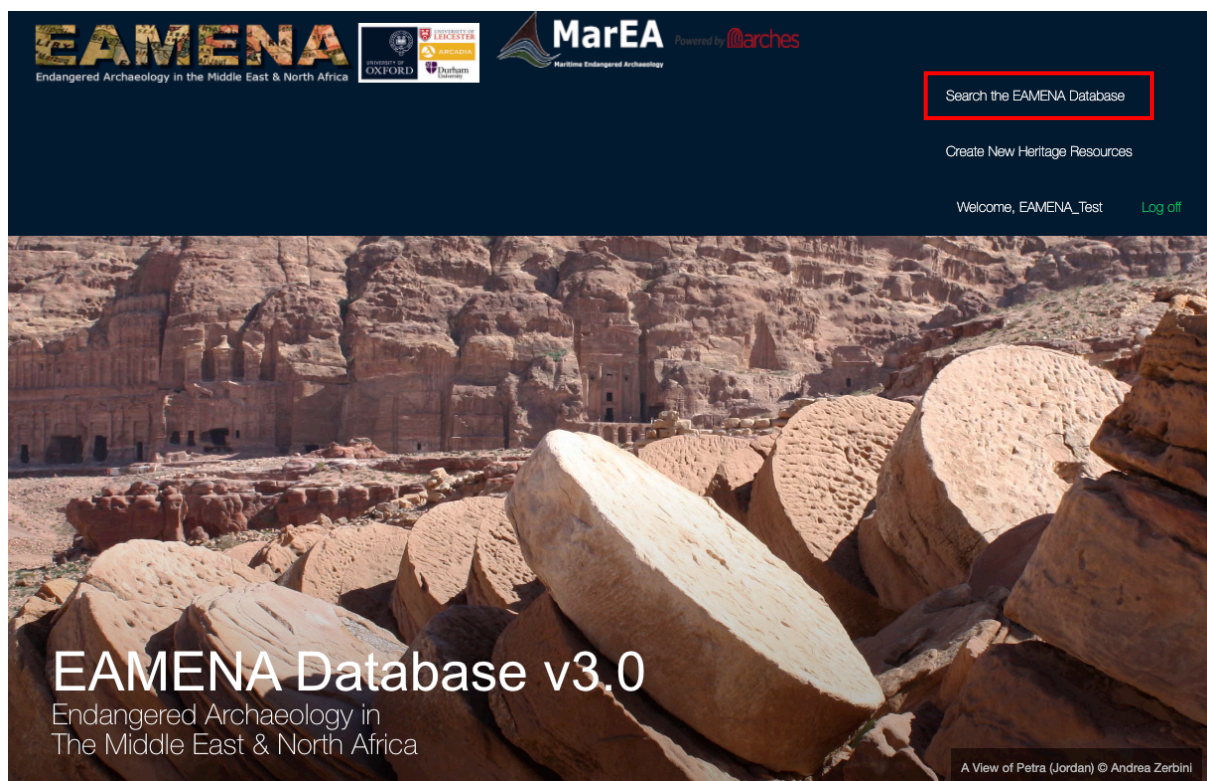 EAMENA
Endangered Archaeology in the Middle East & North Africa
UNIVERSITY OF
OXFORD
UNIVERSITY OF
LEICESTER
ARCADIA
Durham
University
MarEA
Maritime Endangered Archaeology
Powered by arches
Search the EAMENA Database
Create New Heritage Resources
Welcome, EAMENA_Test Log off
EAMENA Database v3.0
Endangered Archaeology in
The Middle East & North Africa
A View of Petra (Jordan) © Andrea Zerbini